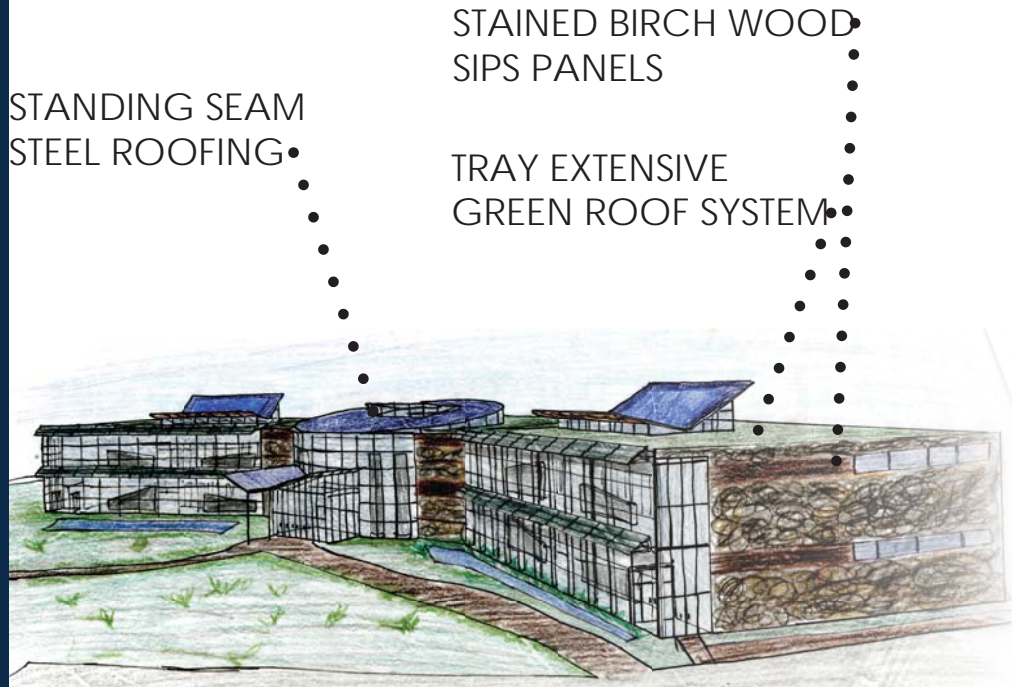 STAINED BIRCH WOOD
SIPS PANELS
STANDING SEAM
STEEL ROOFING
TRAY EXTENSIVE
GREEN ROOF SYSTEM